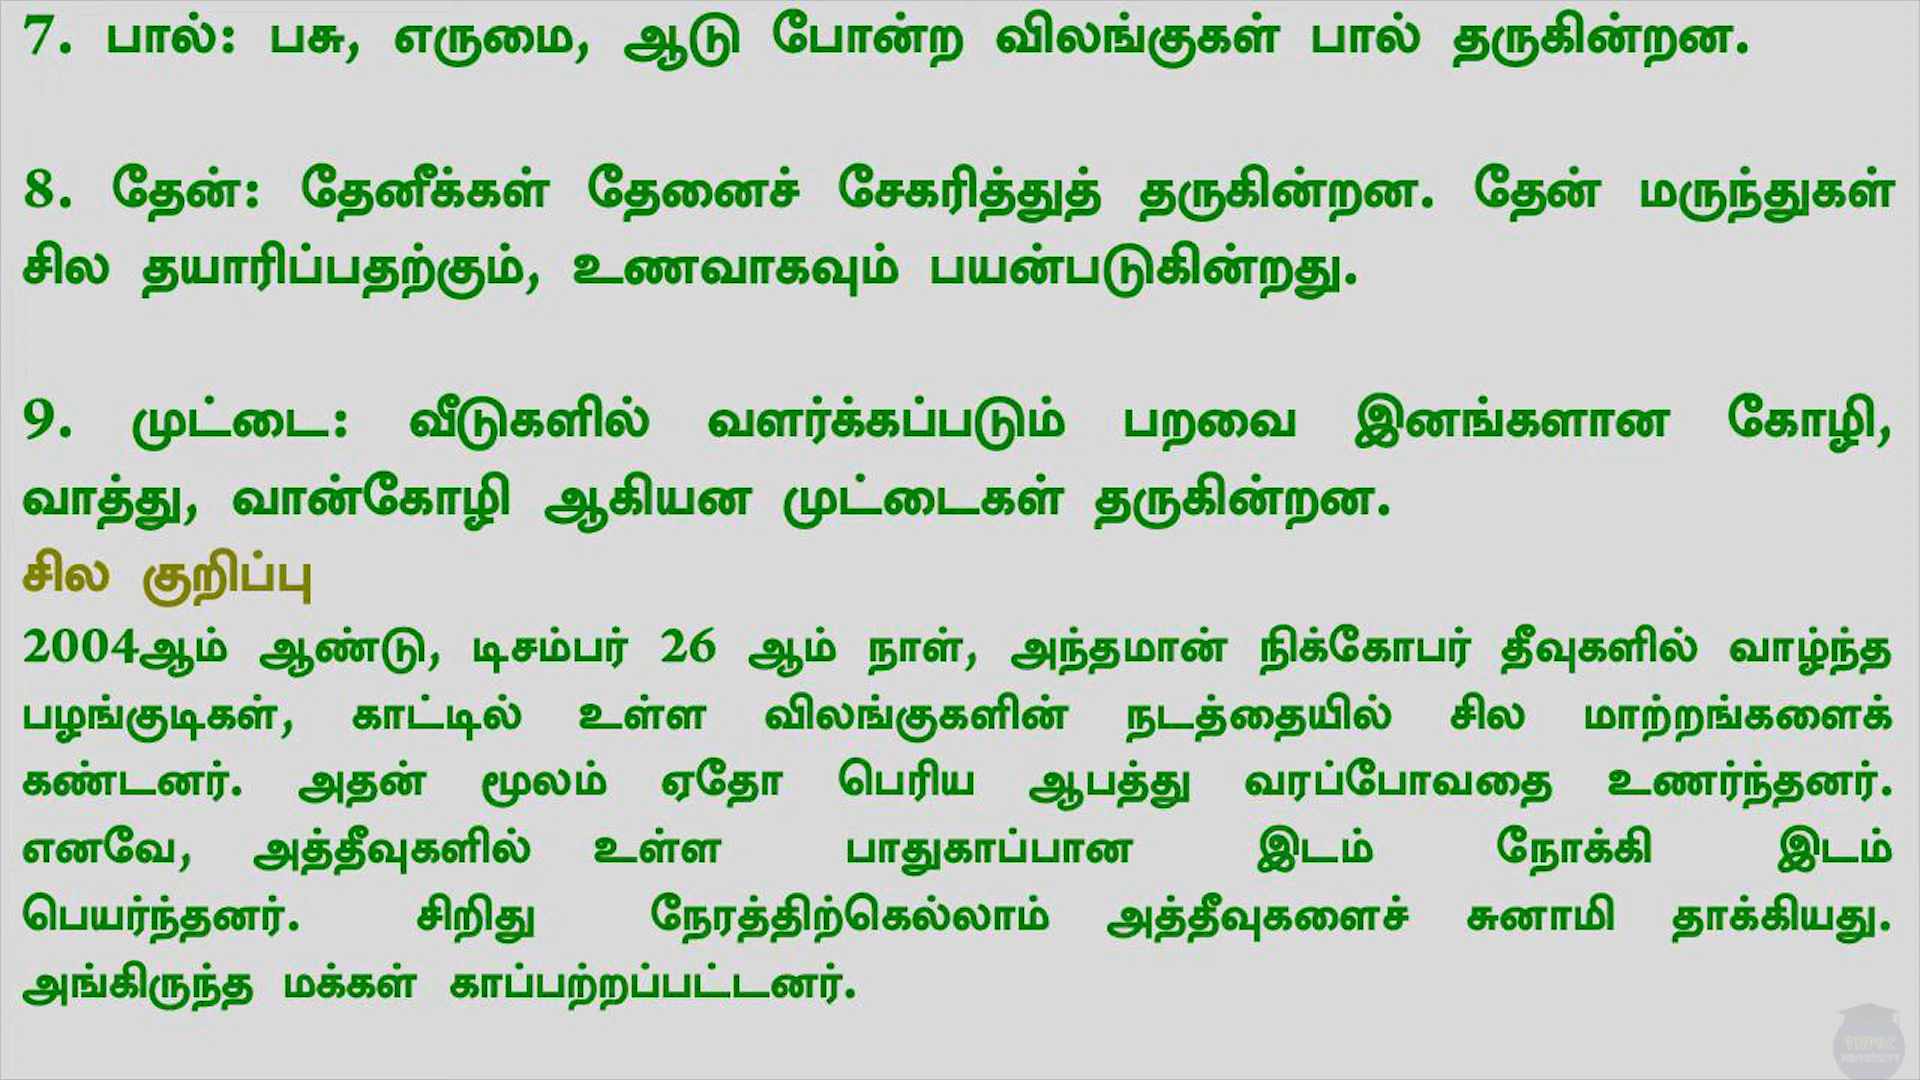 7. பால்: பசு, எருமை, ஆடு போன்ற விலங்குகள் பால் தருகின்றன.
8. தேன்: தேனீக்கள் தேனைச் சேகரித்துத் தருகின்றன. தேன் மருந்துகள்
சில தயாரிப்பதற்கும், உணவாகவும் பயன்படுகின்றது.
9. முட்டை: வீடுகளில் வளர்க்கப்படும் பறவை இனங்களான கோழி,
வாத்து, வான்கோழி ஆகியன முட்டைகள் தருகின்றன.
சில குறிப்பு
2004ஆம் ஆண்டு, டிசம்பர் 26 ஆம் நாள், அந்தமான் நிக்கோபர் தீவுகளில் வாழ்ந்த
பழங்குடிகள், காட்டில் உள்ள விலங்குகளின் நடத்தையில் சில மாற்றங்களைக்
கண்டனர். அதன் மூலம் ஏதோ பெரிய ஆபத்து வரப்போவதை உணர்ந்தனர்.
எனவே, அத்தீவுகளில் உள்ள பாதுகாப்பான இடம் நோக்கி இடம்
பெயர்ந்தனர். சிறிது நேரத்திற்கெல்லாம் அத்தீவுகளைச் சுனாமி தாக்கியது.
அங்கிருந்த மக்கள் காப்பற்றப்பட்டனர்.